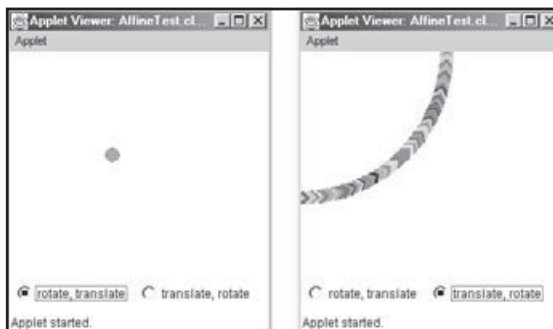 Applet Viewer: AffineTest.cl...
Applet
rotate, translate translate, rotate
Applet started.
Applet Viewer: AffineTest.cl...
Applet
rotate, translate translate, rotate
Applet started.